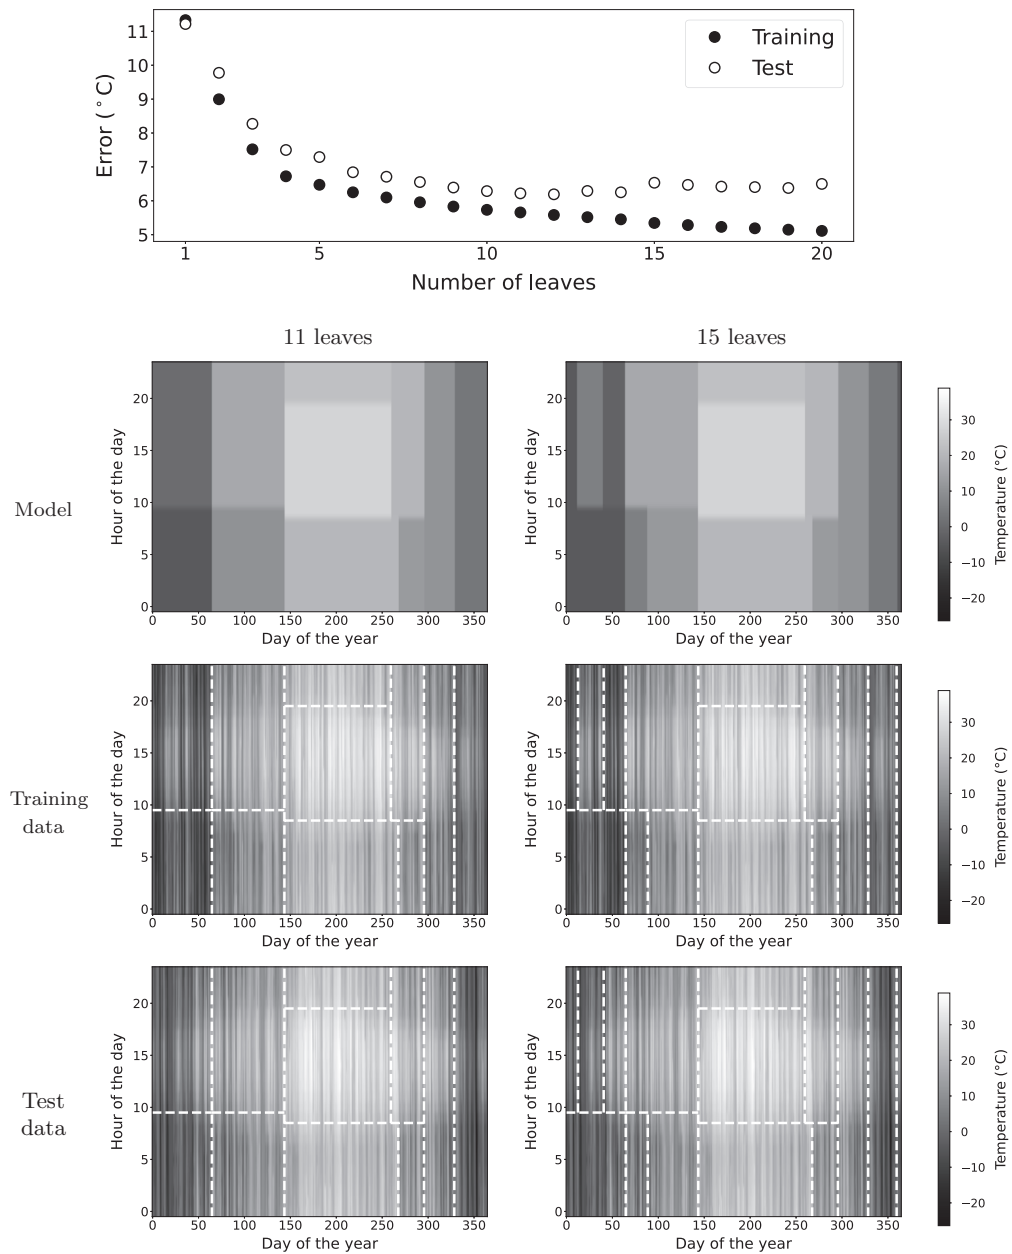 11
10
9
8
7
6
5
Error (°C)
Training
Test
1 5 10 15 20
Number of leaves
11 leaves 15 leaves
Model
20
15
10
5
0
Hour of the day
0 50 100 150 200 250 300 350
Day of the year
20
15
10
5
0
Hour of the day
0 50 100 150 200 250 300 350
Day of the year
30
20
10
0
−10
−20
Temperature (°C)
Training
data
20
15
10
5
0
Hour of the day
0 50 100 150 200 250 300 350
Day of the year
20
15
10
5
0
Hour of the day
0 50 100 150 200 250 300 350
Day of the year
30
20
10
0
−10
−20
Temperature (°C)
Test
data
20
15
10
5
0
Hour of the day
0 50 100 150 200 250 300 350
Day of the year
20
15
10
5
0
Hour of the day
0 50 100 150 200 250 300 350
Day of the year
30
20
10
0
−10
−20
Temperature (°C)